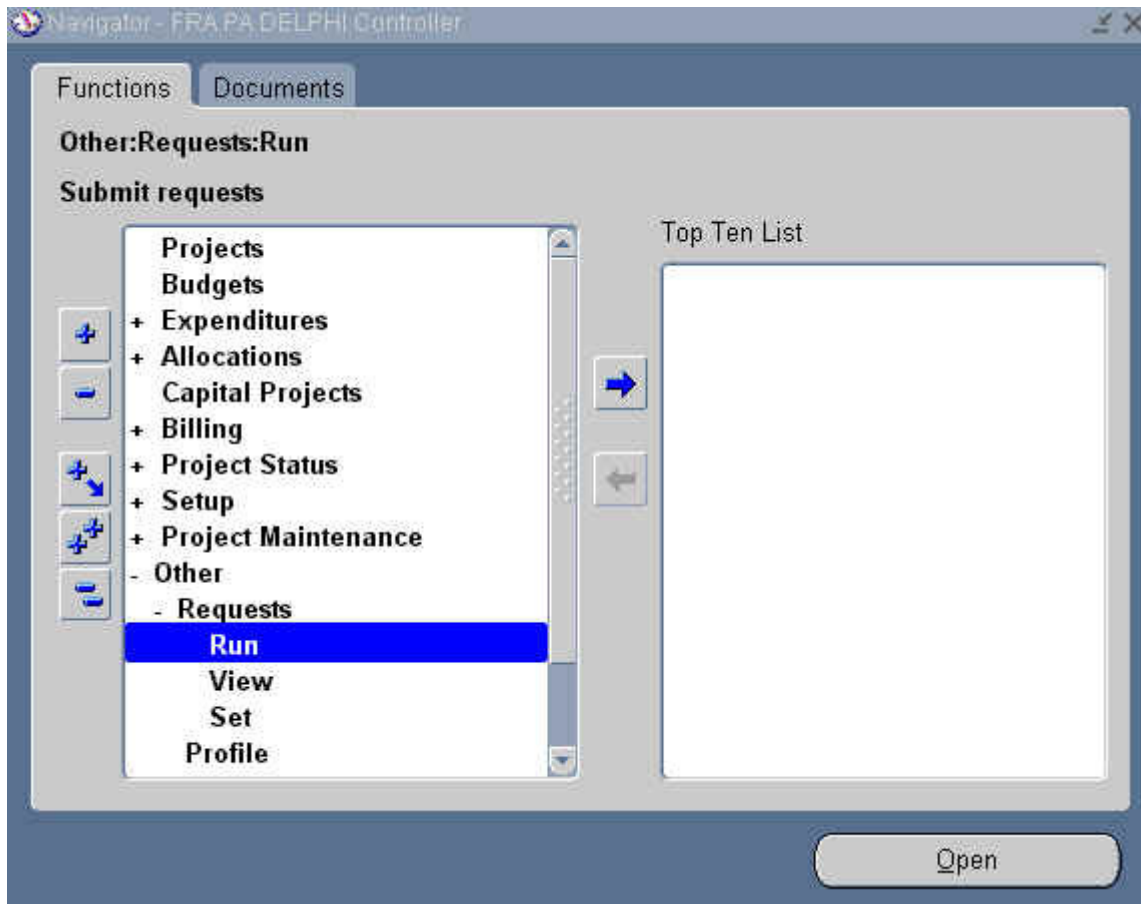 Navigator - FRA PA DELPHI Controller
Functions
Documents
Other:Requests:Run
Submit requests
Top Ten List
Projects
Budgets
+ Expenditures
+ Allocations
Capital Projects
+ Billing
+ Project Status
+ Setup
+ Project Maintenance
- Other
- Requests
Run
View
Set
Profile
Open